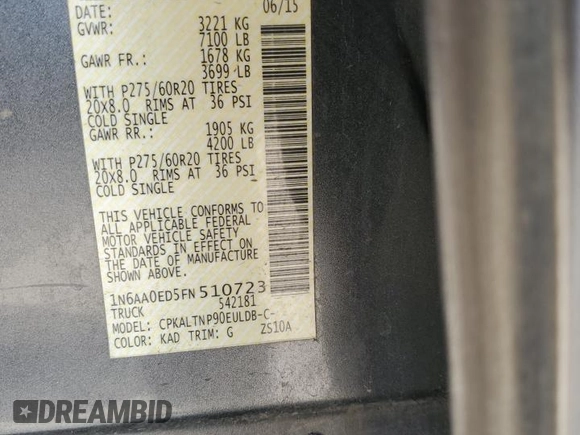 DATE: 06/15
GVWR: 3221 KG
7100 LB
GAWR FR.: 1678 KG
3699 LB
WITH P275/60R20 TIRES
20X8.0 RIMS AT 36 PSI
COLD SINGLE
GAWR RR.: 1905 KG
4200 LB
WITH P275/60R20 TIRES
20X8.0 RIMS AT 36 PSI
COLD SINGLE
THIS VEHICLE CONFORMS TO
ALL APPLICABLE FEDERAL
MOTOR VEHICLE SAFETY
STANDARDS IN EFFECT ON
THE DATE OF MANUFACTURE.
1N6AA0ED5FN510723
TRUCK 542181
MODEL: CPKALTNP90EULDB-C-
COLOR: KAD TRIM: G ZS10A
DREAMBID